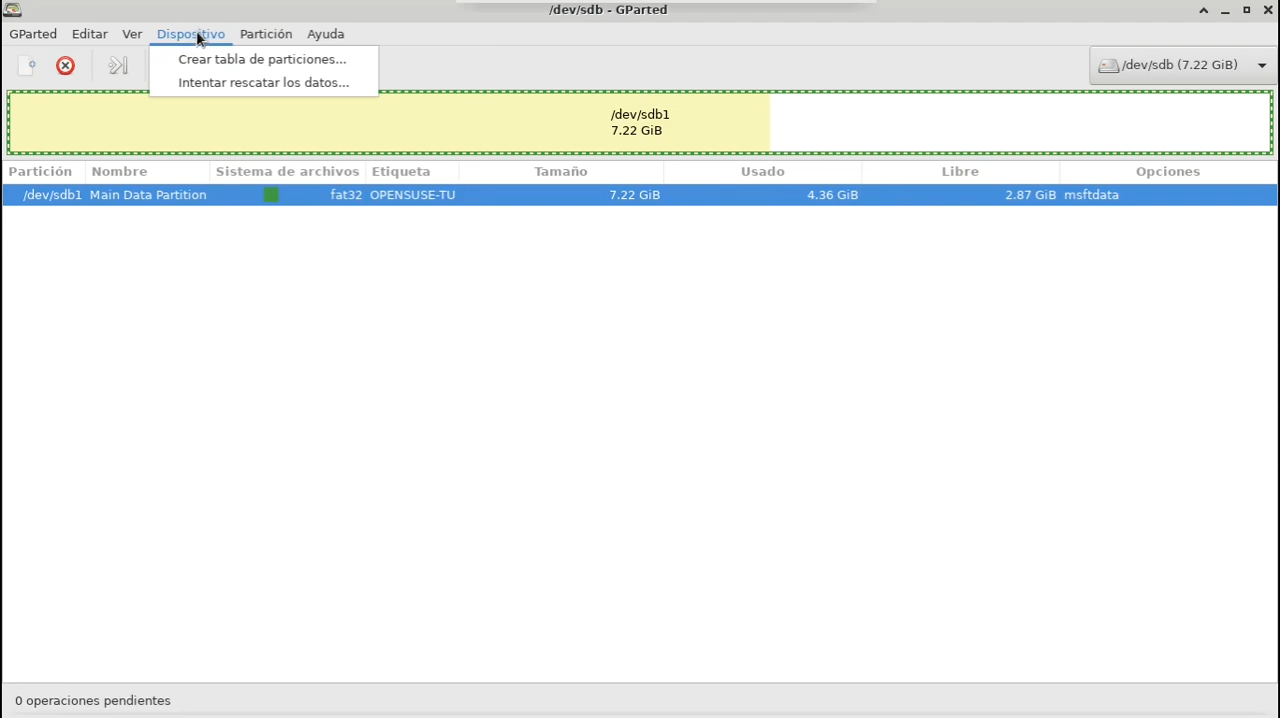 /dev/sdb - GParted
GParted Editar Ver Dispositivo Partición Ayuda
Crear tabla de particiones...
Intentar rescatar los datos...
/dev/sdb (7.22 GiB)
/dev/sdb1
7.22 GiB
Partición Nombre Sistema de archivos Etiqueta Tamaño Usado Libre Opciones
/dev/sdb1 Main Data Partition fat32 OPENSUSE-TU 7.22 GiB 4.36 GiB 2.87 GiB msftdata
0 operaciones pendientes